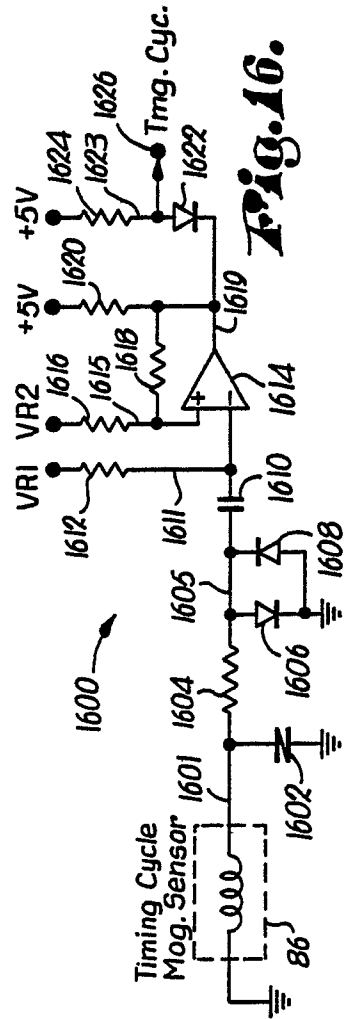 Timing Cycle
Mag. Sensor
86
1600
1601
1602
1604
1605
1606
1608
1610
1611
1612
VR1
VR2
1614
1615
1616
1618
1619
+5V
1620
+5V
1622
1623
1624
1626
Tmg. Cyc.
+
−
Fig. 16.